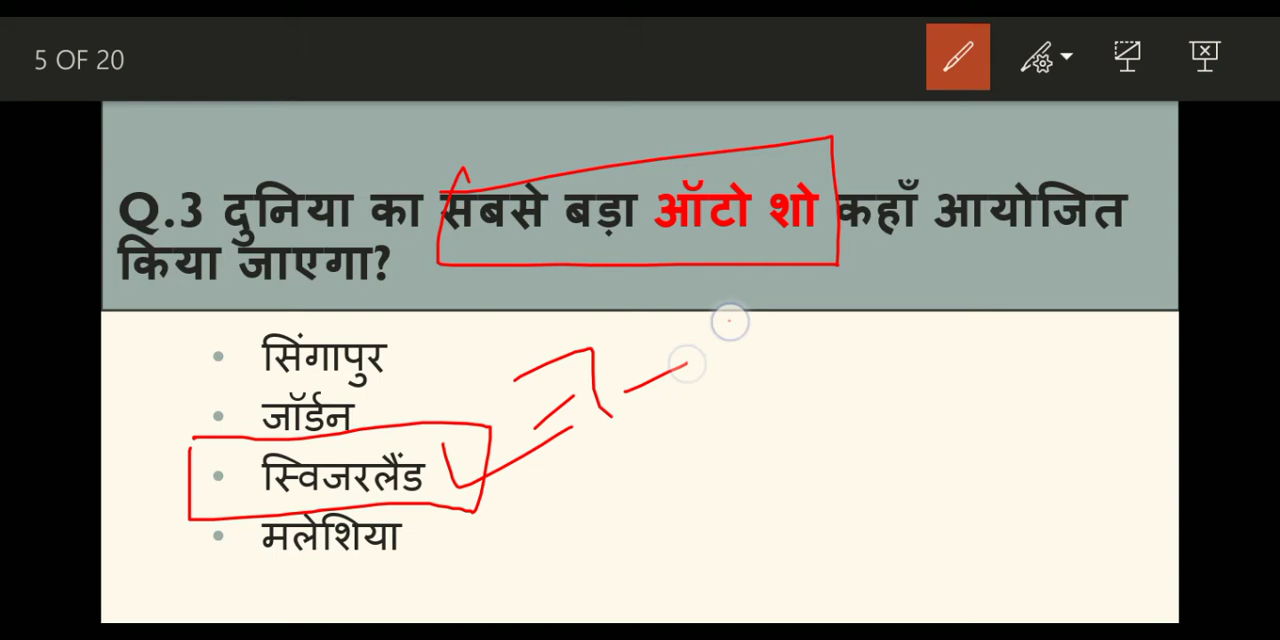 5 OF 20
Q.3 दुनिया का सबसे बड़ा ऑटो शो कहाँ आयोजित
किया जाएगा?
• सिंगापुर
• जॉर्डन
• स्विजरलैंड
• मलेशिया